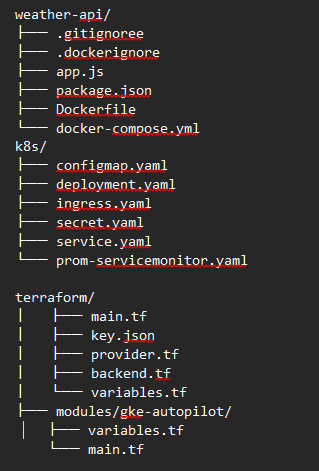 weather-api/
├── .gitignoree
├── .dockerignore
├── app.js
├── package.json
├── Dockerfile
└── docker-compose.yml
k8s/
├── configmap.yaml
├── deployment.yaml
├── ingress.yaml
├── secret.yaml
├── service.yaml
└── prom-servicemonitor.yaml

terraform/
│   ├── main.tf
│   ├── key.json
│   ├── provider.tf
│   ├── backend.tf
│   └── variables.tf
├── modules/gke-autopilot/
│   ├── variables.tf
    └── main.tf